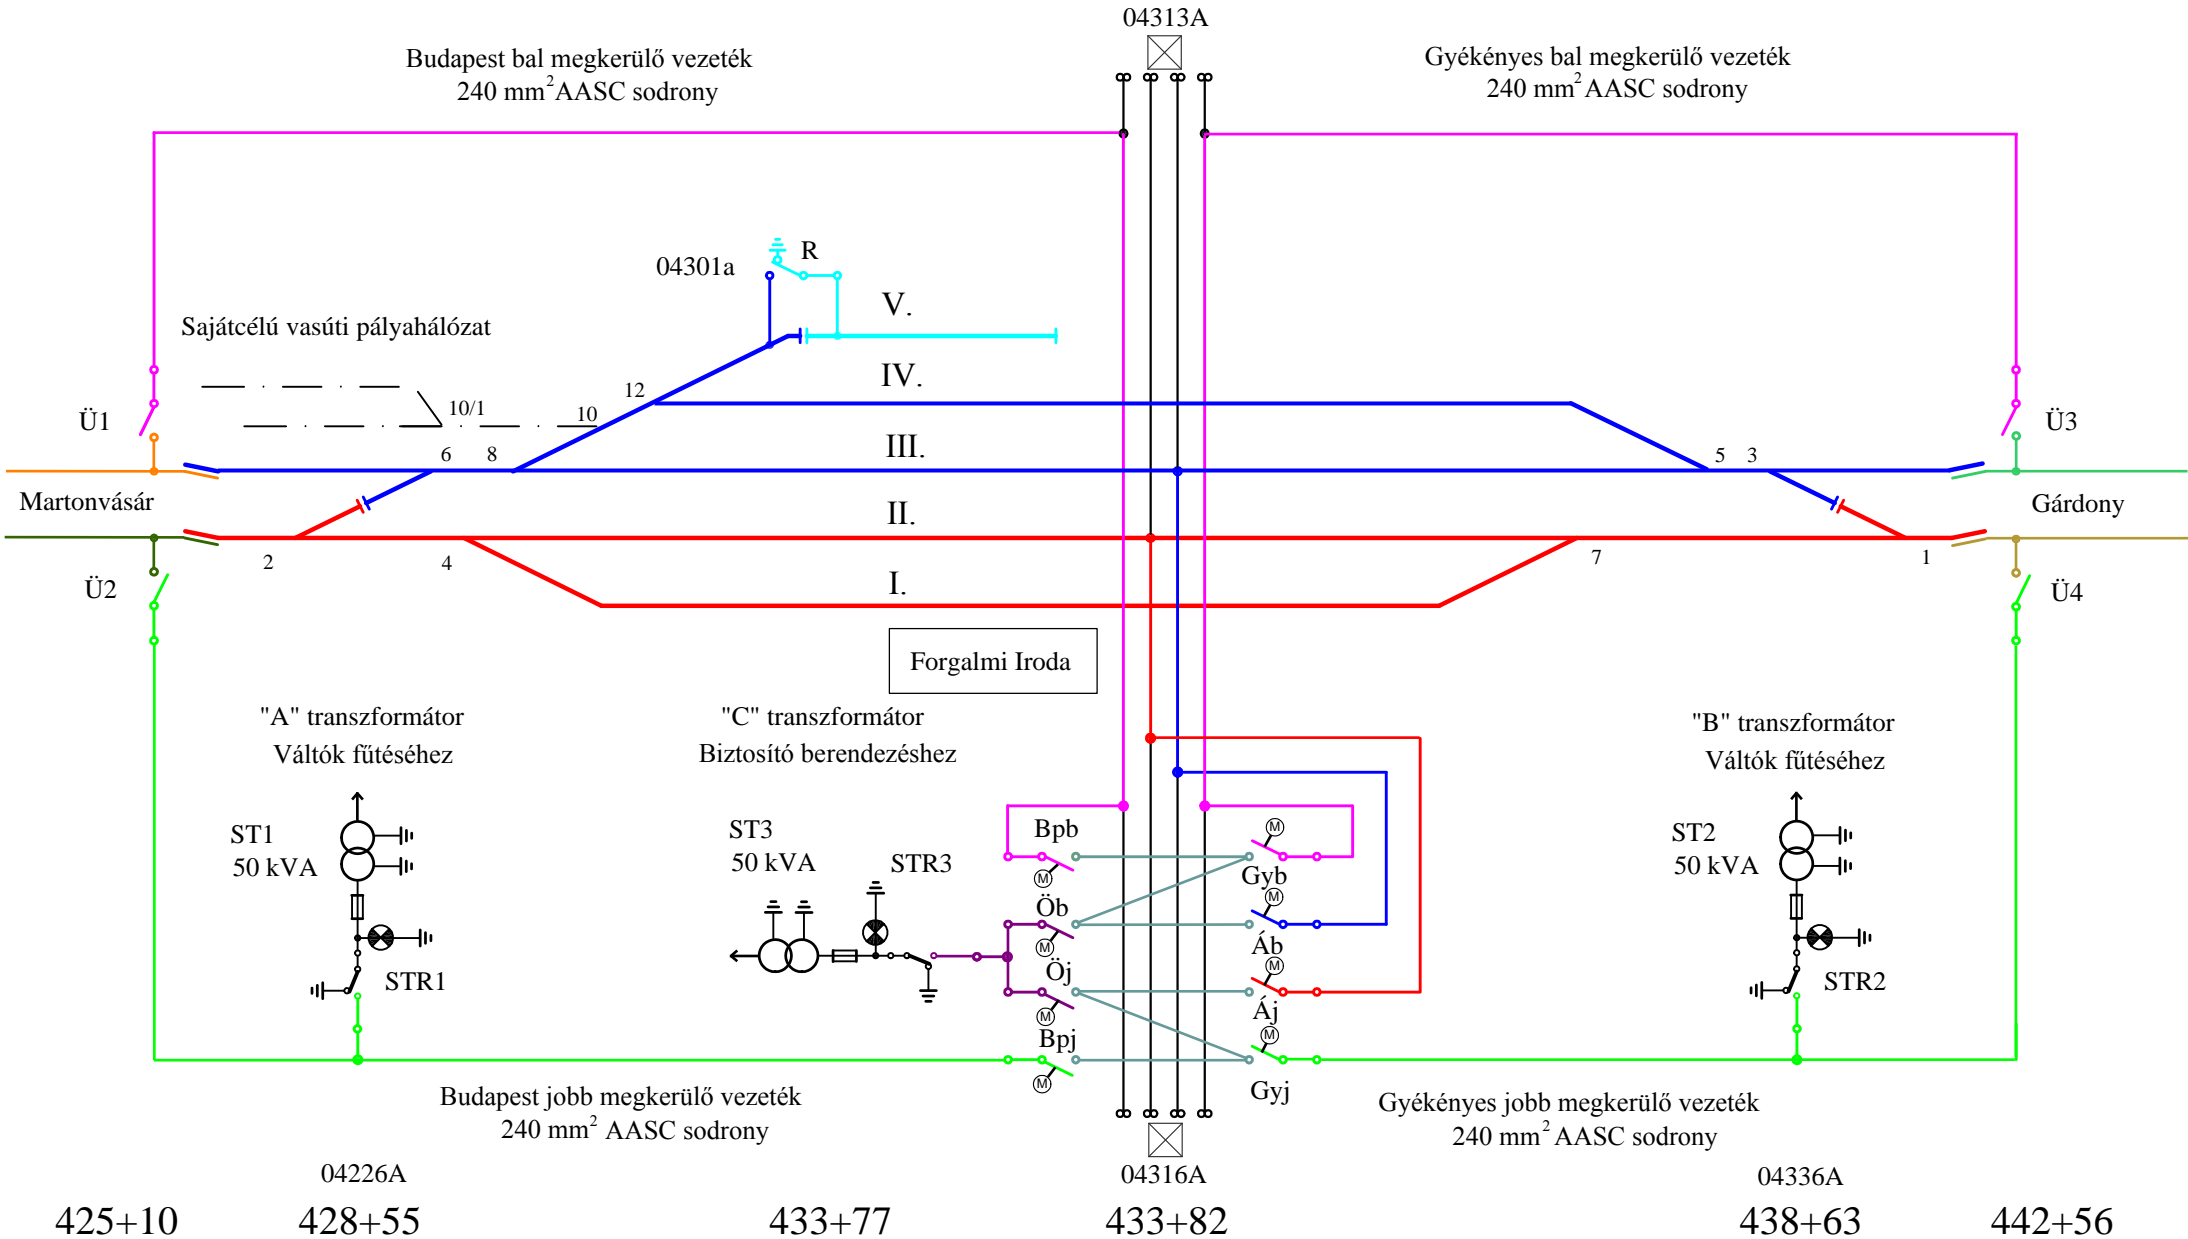 04313A
Budapest bal megkerülő vezeték
240 mm² AASC sodrony
Gyékényes bal megkerülő vezeték
240 mm² AASC sodrony
04301a
R
V.
Sajátcélú vasúti pályahálózat
IV.
12
10/1
10
Ü1
Ü3
III.
6
8
5
3
Martonvásár
Gárdony
II.
2
4
7
1
Ü2
I.
Ü4
Forgalmi Iroda
"A" transzformátor
Váltók fűtéséhez
"C" transzformátor
Biztosító berendezéshez
"B" transzformátor
Váltók fűtéséhez
ST1
50 kVA
ST3
50 kVA
STR3
Bpb
M
M
Gyb
ST2
50 kVA
Öb
M
M
Áb
STR1
Öj
M
M
Áj
STR2
Bpj
M
M
Gyj
Budapest jobb megkerülő vezeték
240 mm² AASC sodrony
Gyékényes jobb megkerülő vezeték
240 mm² AASC sodrony
04226A
04316A
04336A
425+10
428+55
433+77
433+82
438+63
442+56